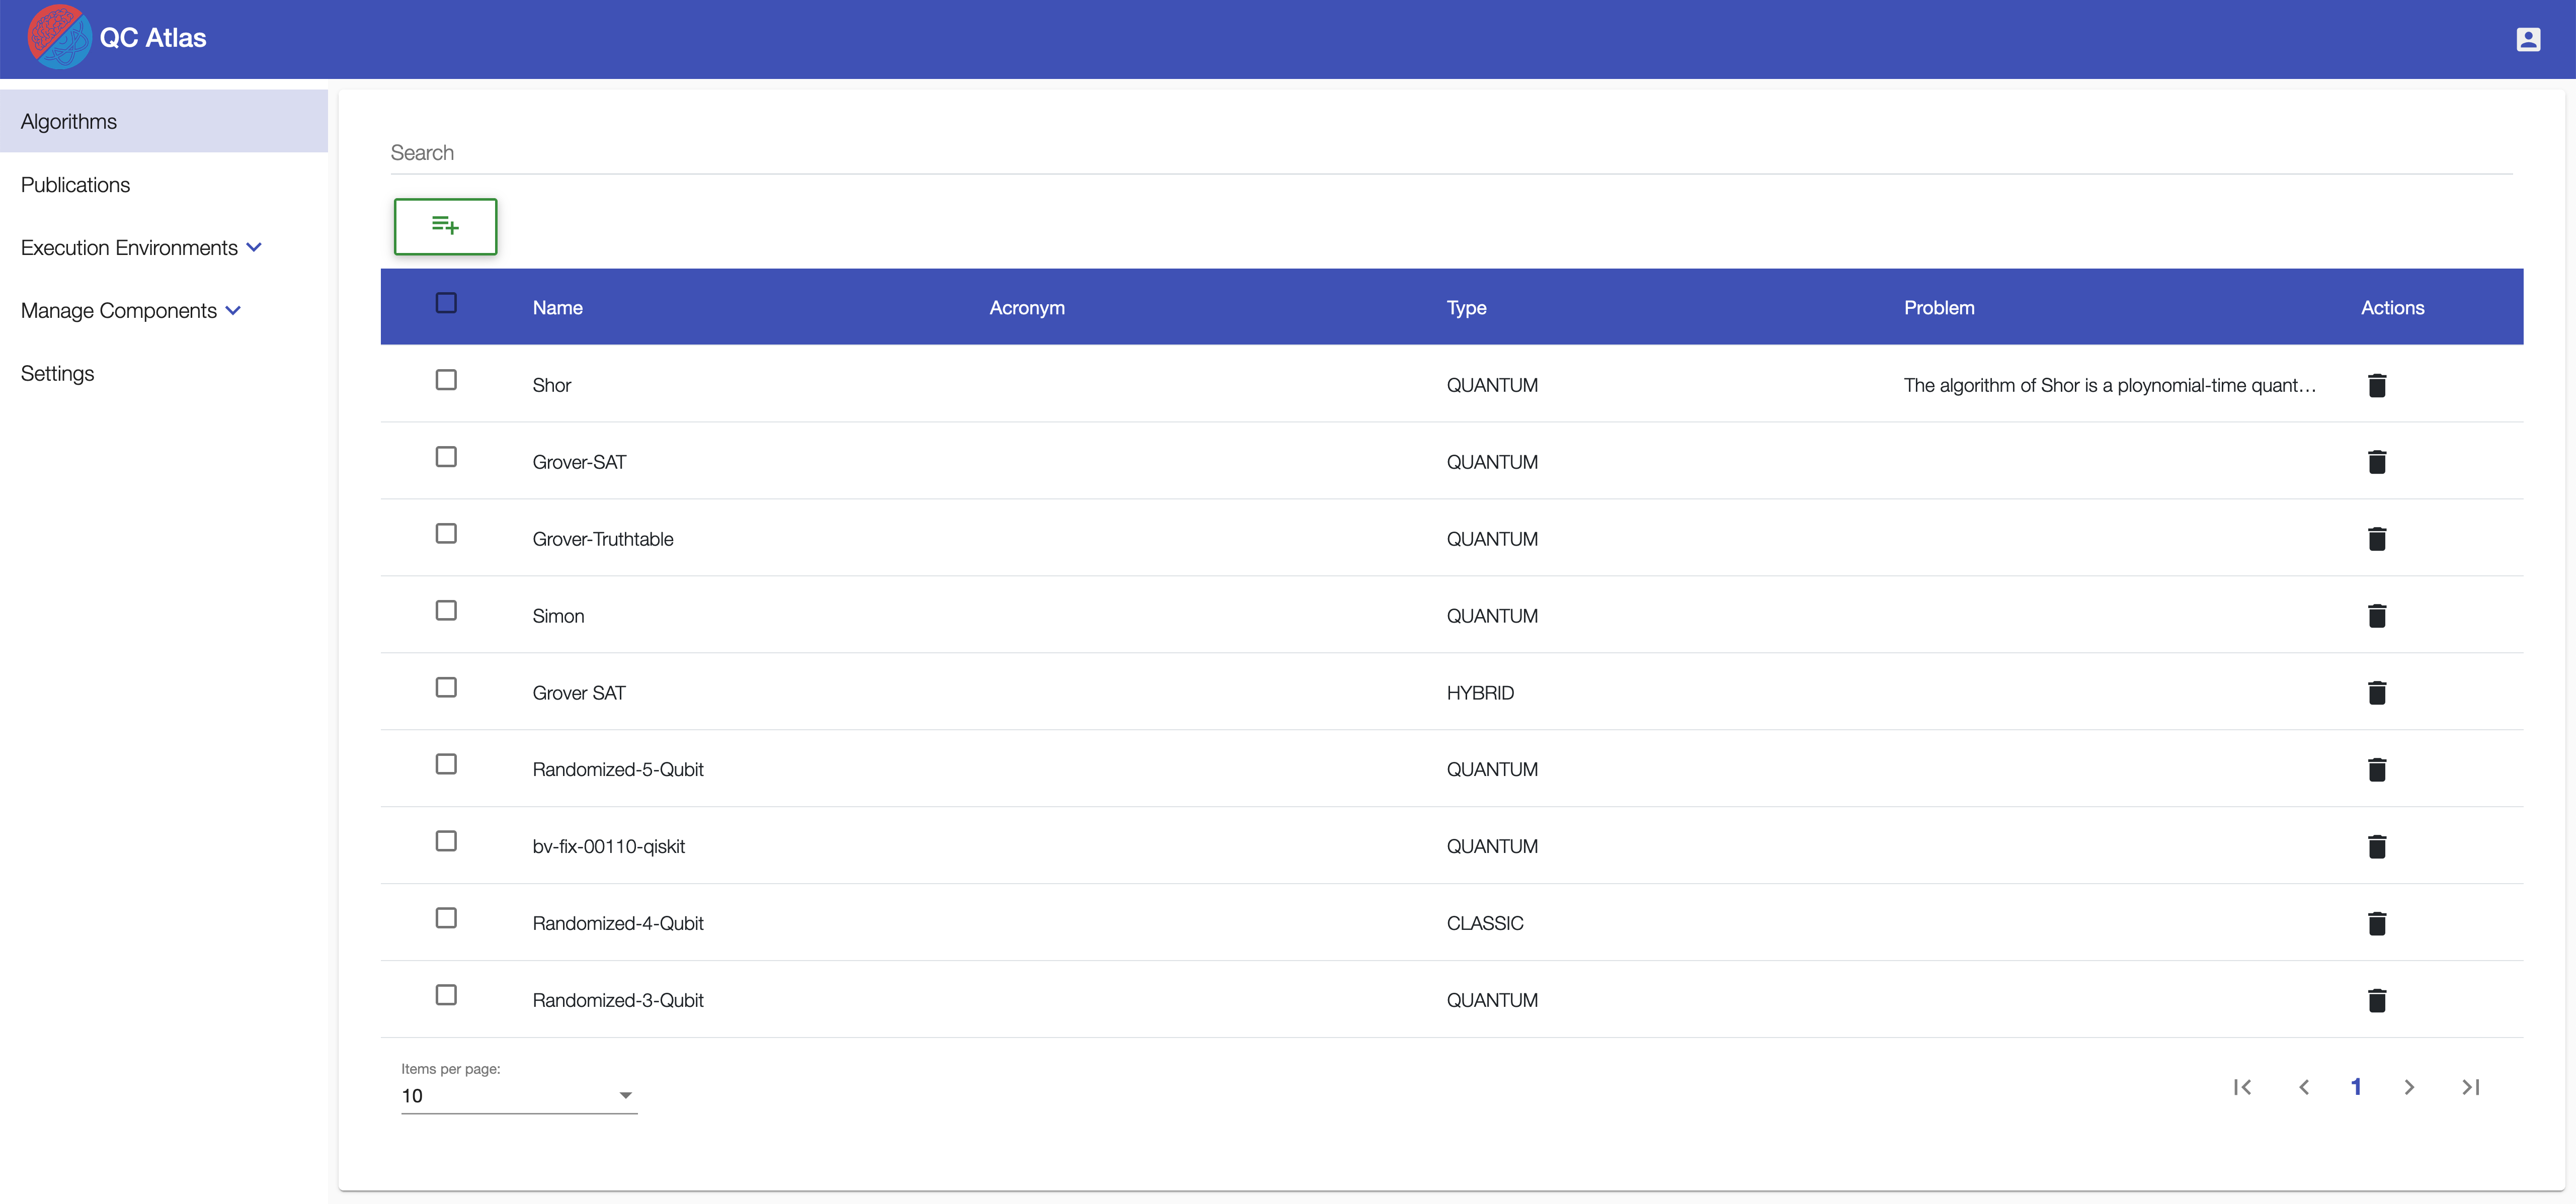 QC Atlas
Algorithms
Publications
Execution Environments
Manage Components
Settings
Search
Name Acronym Type Problem Actions
Shor QUANTUM The algorithm of Shor is a ploynomial-time quant...
Grover-SAT QUANTUM
Grover-Truthtable QUANTUM
Simon QUANTUM
Grover SAT HYBRID
Randomized-5-Qubit QUANTUM
bv-fix-00110-qiskit QUANTUM
Randomized-4-Qubit CLASSIC
Randomized-3-Qubit QUANTUM
Items per page:
10
1